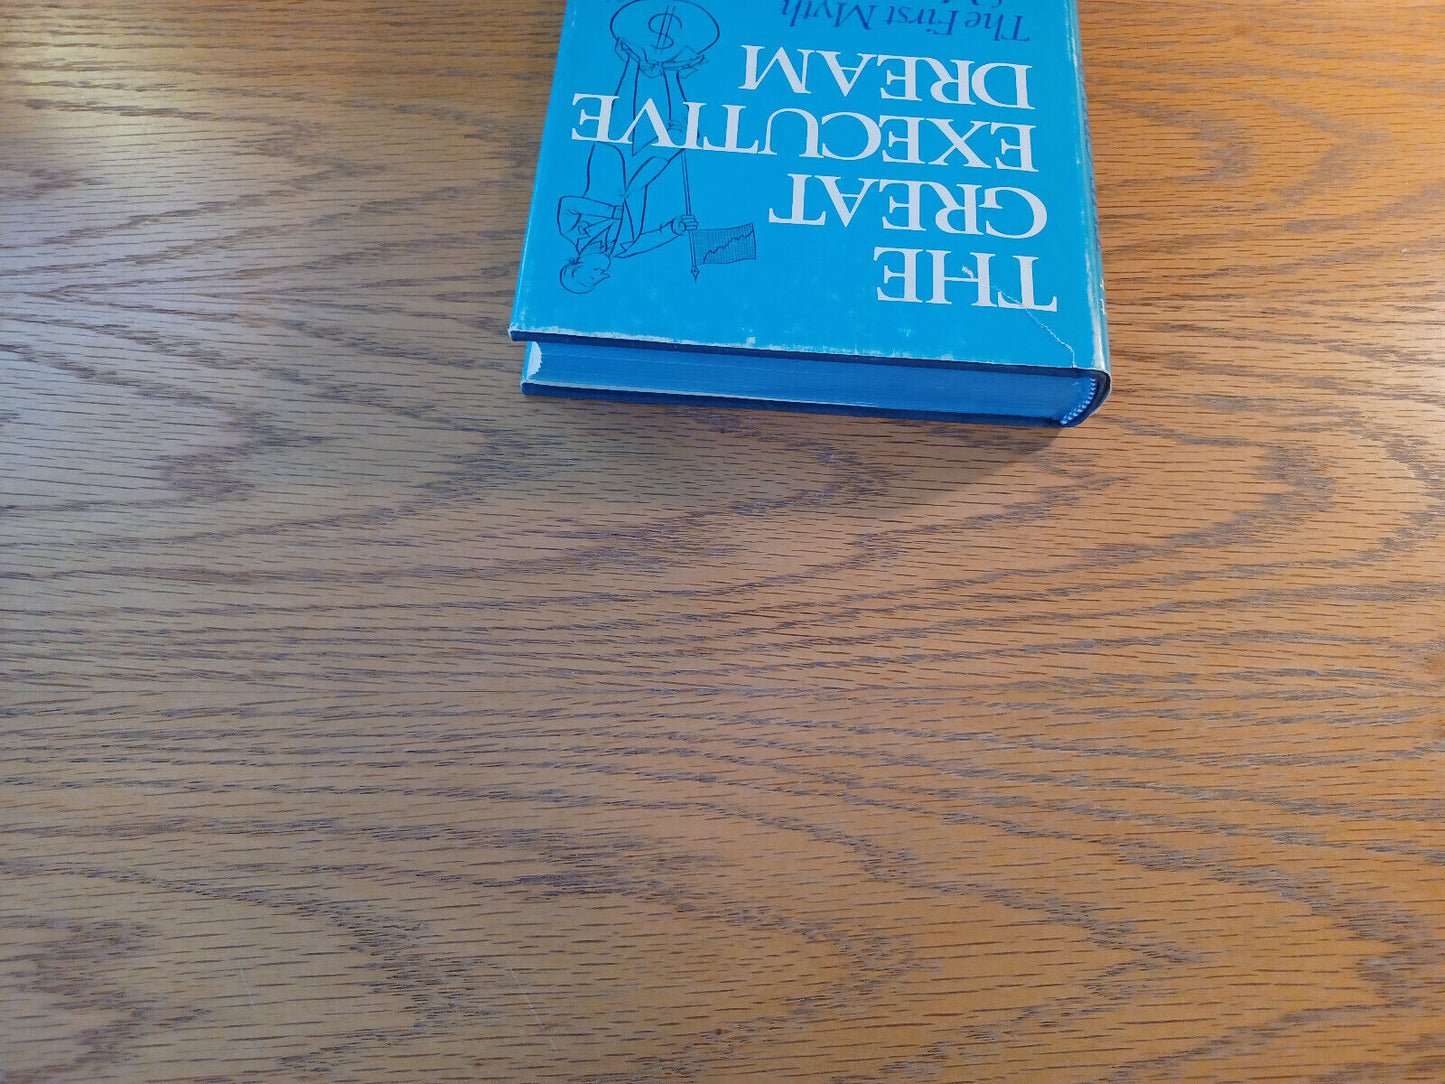 THE
GREAT
EXECUTIVE
DREAM
The First Myth
$